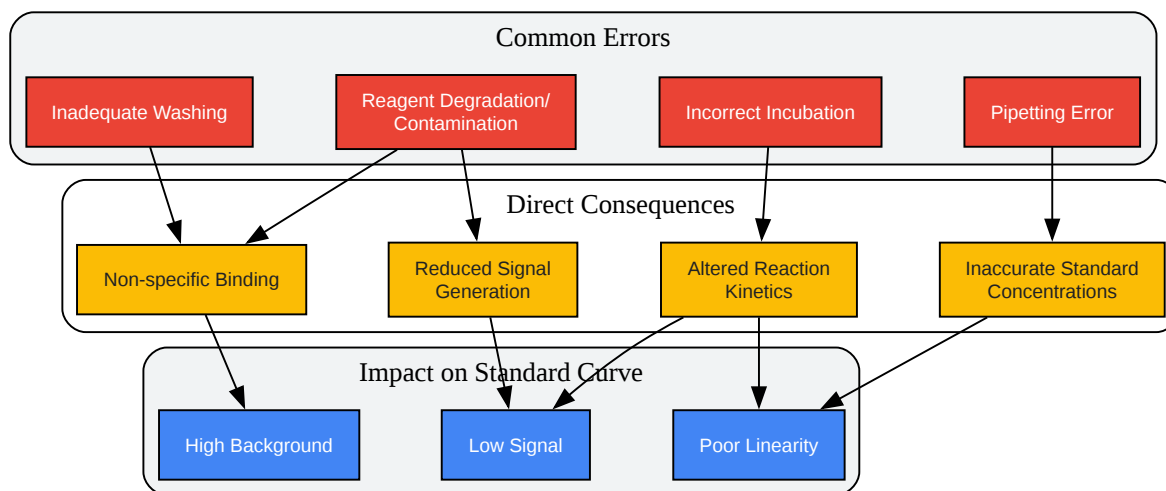 Common Errors
Inadequate Washing
Reagent Degradation/
Contamination
Incorrect Incubation
Pipetting Error
Direct Consequences
Non-specific Binding
Reduced Signal
Generation
Altered Reaction
Kinetics
Inaccurate Standard
Concentrations
Impact on Standard Curve
High Background
Low Signal
Poor Linearity